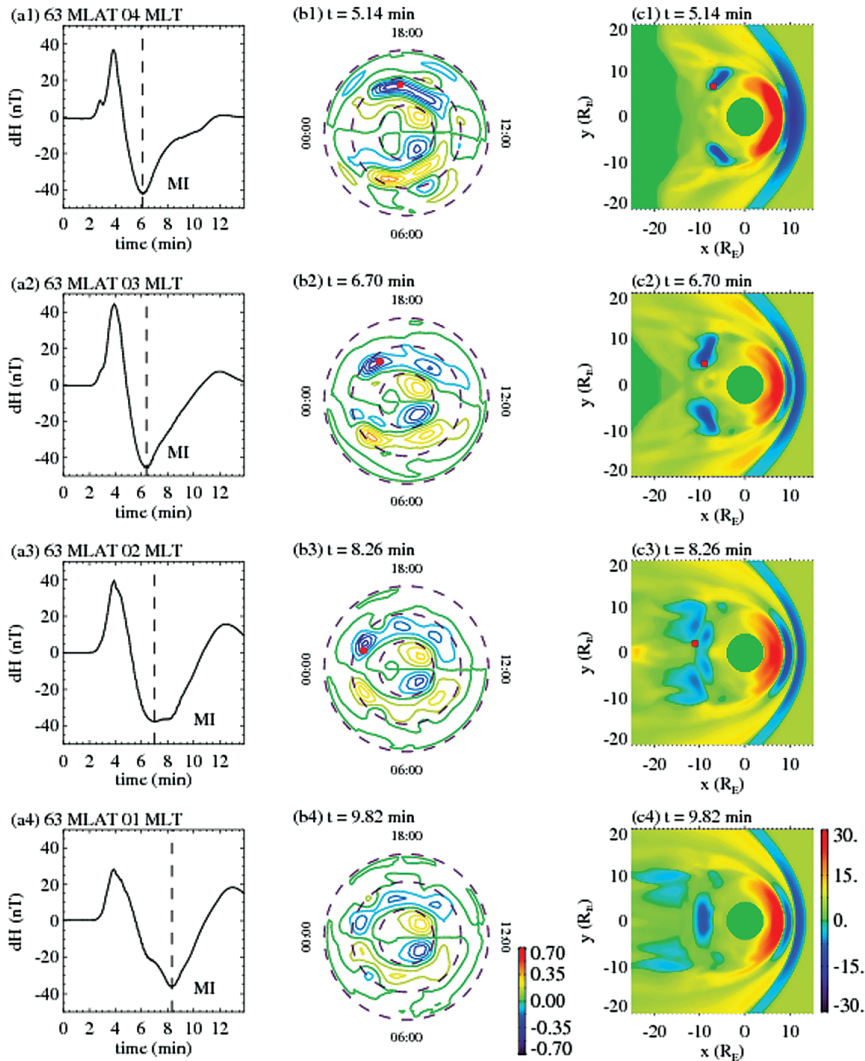 (a1) 63 MLAT 04 MLT
(b1) t = 5.14 min
(c1) t = 5.14 min
18:00
40
20
0
-20
-40
dH (nT)
MI
0 2 4 6 8 10 12
time (min)
00:00
12:00
06:00
20
10
0
-10
-20
y (RE)
-20 -10 0 10
x (RE)
(a2) 63 MLAT 03 MLT
(b2) t = 6.70 min
(c2) t = 6.70 min
18:00
40
20
0
-20
-40
dH (nT)
MI
0 2 4 6 8 10 12
time (min)
00:00
12:00
06:00
20
10
0
-10
-20
y (RE)
-20 -10 0 10
x (RE)
(a3) 63 MLAT 02 MLT
(b3) t = 8.26 min
(c3) t = 8.26 min
18:00
40
20
0
-20
-40
dH (nT)
MI
0 2 4 6 8 10 12
time (min)
00:00
12:00
06:00
20
10
0
-10
-20
y (RE)
-20 -10 0 10
x (RE)
(a4) 63 MLAT 01 MLT
(b4) t = 9.82 min
(c4) t = 9.82 min
18:00
40
20
0
-20
-40
dH (nT)
MI
0 2 4 6 8 10 12
time (min)
00:00
12:00
06:00
0.70
0.35
0.00
-0.35
-0.70
20
10
0
-10
-20
y (RE)
-20 -10 0 10
x (RE)
30.
15.
0.
-15.
-30.